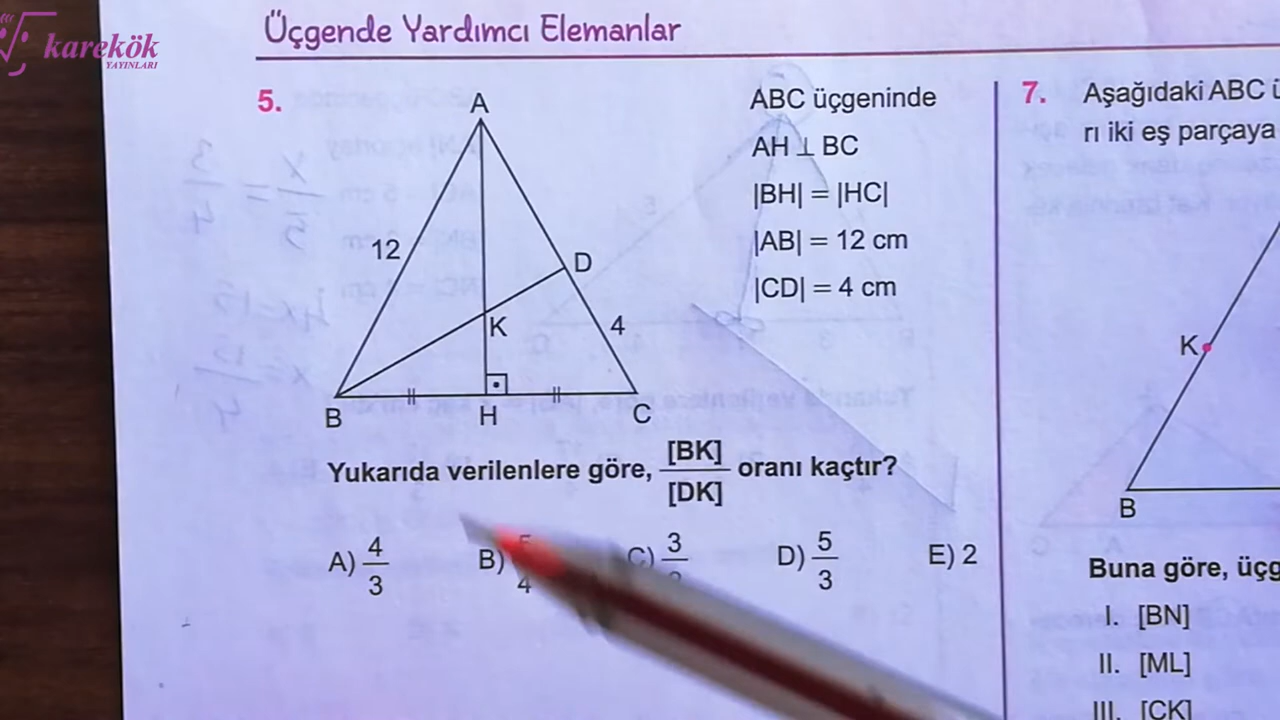 karekök
YAYINLARI
Üçgende Yardımcı Elemanlar
5.
A
12
D
K
4
B
H
C
ABC üçgeninde
AH ⊥ BC
|BH| = |HC|
|AB| = 12 cm
|CD| = 4 cm
Yukarıda verilenlere göre, [BK]/[DK] oranı kaçtır?
A) 4/3 B) 5/4 C) 3/ D) 5/3 E) 2
7. Aşağıdaki ABC
rı iki eş parçaya
K
B
Buna göre, üçg
I. [BN]
II. [ML]
III. [CK]